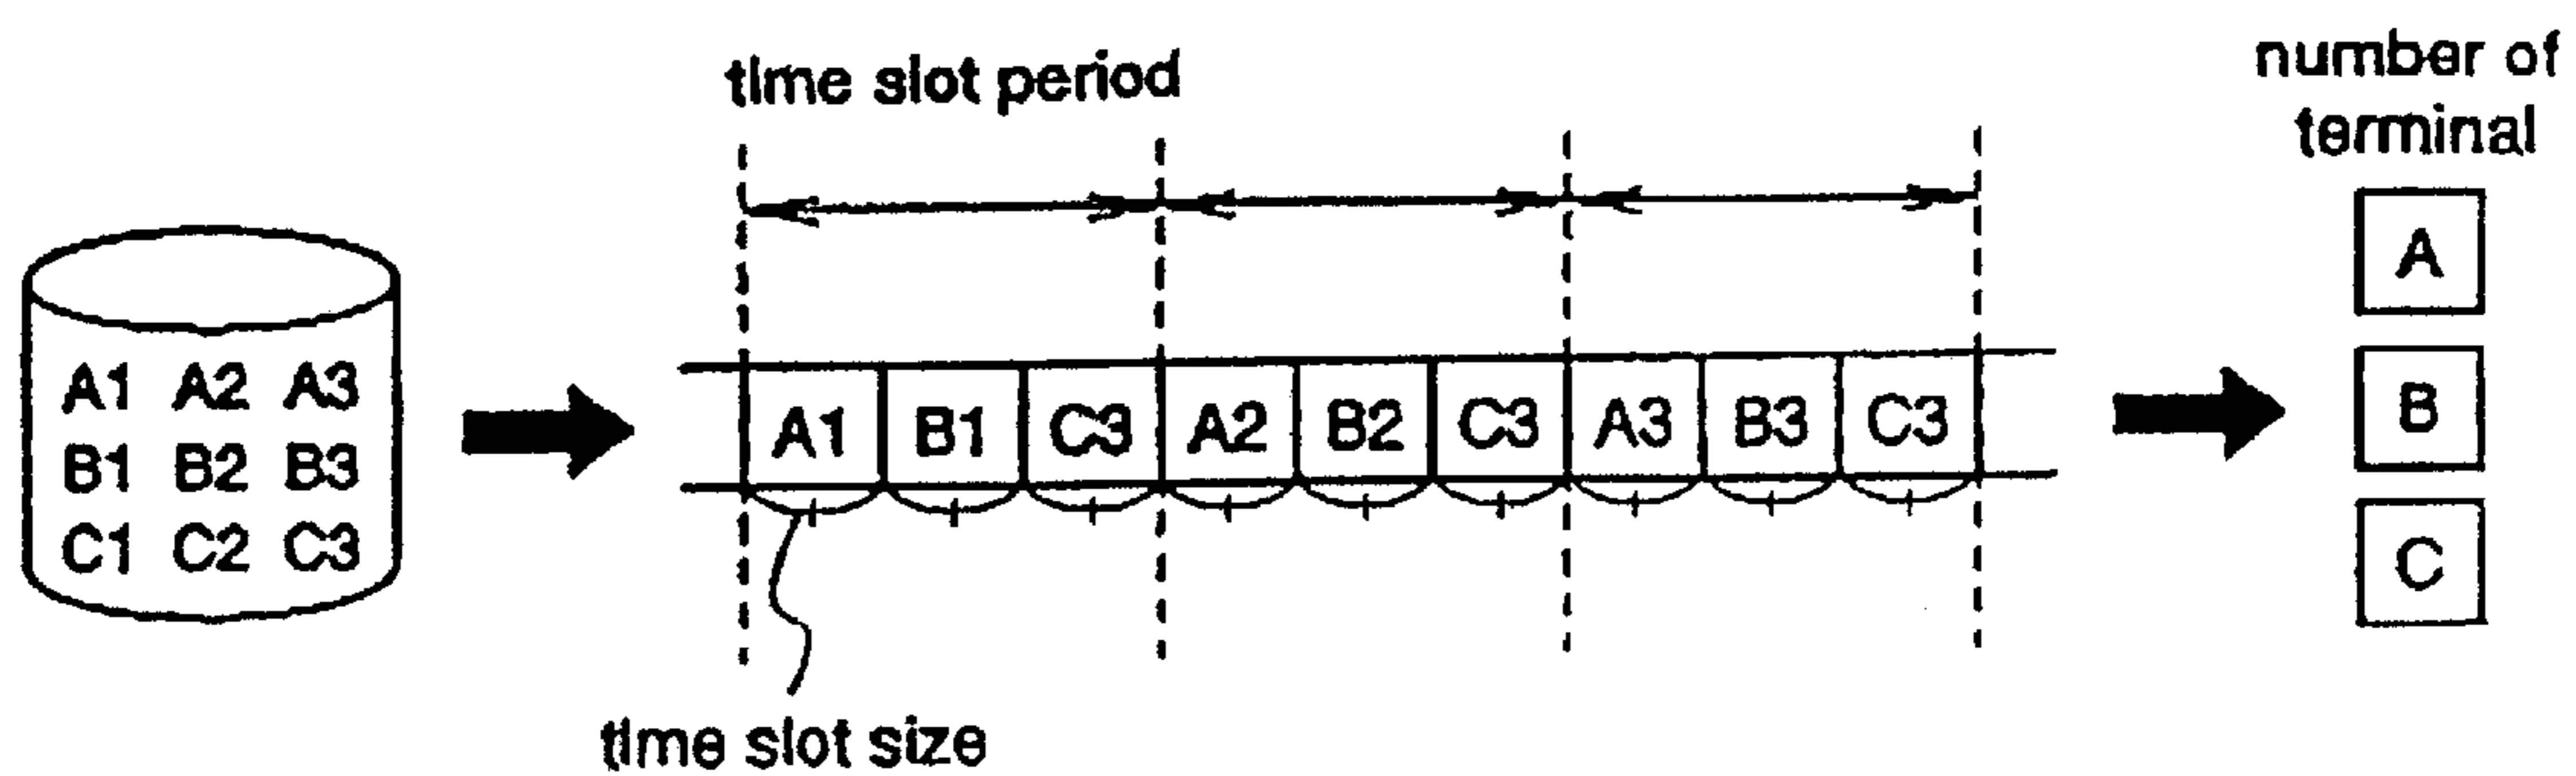 time slot period
number of
terminal
A
B
C
A1 A2 A3
B1 B2 B3
C1 C2 C3
A1 B1 C3 A2 B2 C3 A3 B3 C3
time slot size